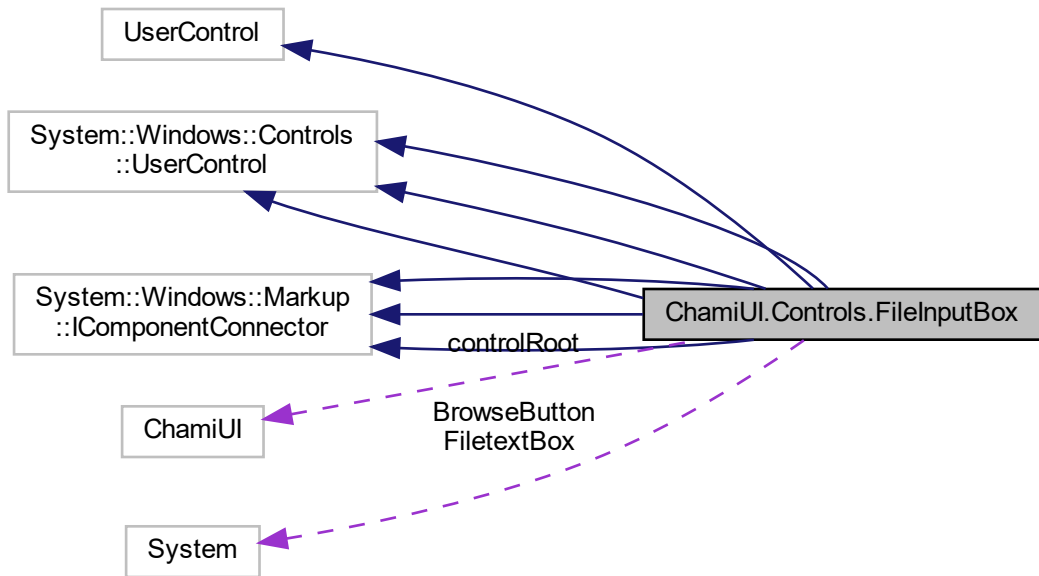 UserControl
System::Windows::Controls
::UserControl
System::Windows::Markup
::IComponentConnector
ChamiUI.Controls.FileInputBox
controlRoot
ChamiUI
BrowseButton
FiletextBox
System